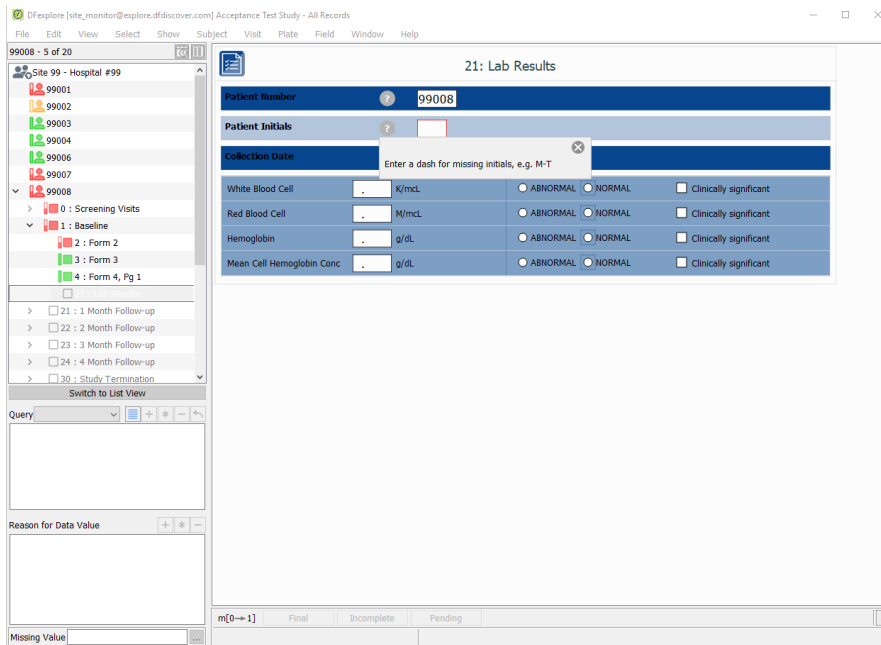 DFexplore [site_monitor@explore.dfdiscover.com] Acceptance Test Study - All Records
File Edit View Select Show Subject Visit Plate Field Window Help
99008 - 5 of 20
Site 99 - Hospital #99
99001
99002
99003
99004
99006
99007
99008
0 : Screening Visits
1 : Baseline
2 : Form 2
3 : Form 3
4 : Form 4, Pg 1
21 : Lab Results
21 : 1 Month Follow-up
22 : 2 Month Follow-up
23 : 3 Month Follow-up
24 : 4 Month Follow-up
30 : Study Termination
Switch to List View
Query
Reason for Data Value
Missing Value
...
21: Lab Results
Patient Number ? 99008
Patient Initials ?
Enter a dash for missing initials, e.g. M-T
Collection Date
White Blood Cell . K/mcL ABNORMAL NORMAL Clinically significant
Red Blood Cell . M/mcL ABNORMAL NORMAL Clinically significant
Hemoglobin . g/dL ABNORMAL NORMAL Clinically significant
Mean Cell Hemoglobin Conc . g/dL ABNORMAL NORMAL Clinically significant
m[0→1] Final Incomplete Pending